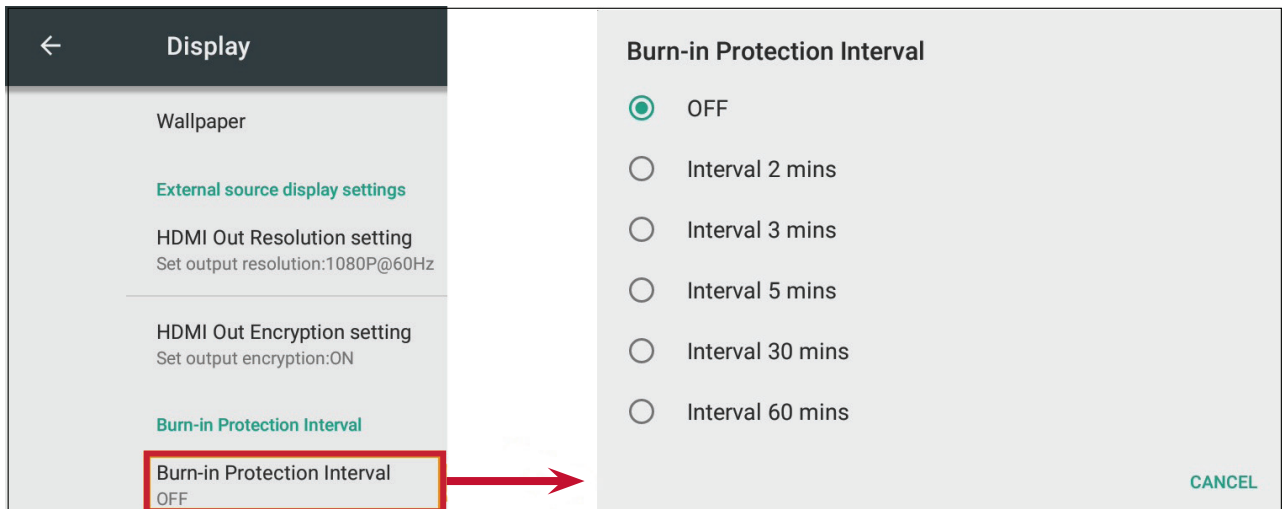 Display
Wallpaper
External source display settings
HDMI Out Resolution setting
Set output resolution:1080P@60Hz
HDMI Out Encryption setting
Set output encryption:ON
Burn-in Protection Interval
Burn-in Protection Interval
OFF
Burn-in Protection Interval
OFF
Interval 2 mins
Interval 3 mins
Interval 5 mins
Interval 30 mins
Interval 60 mins
CANCEL